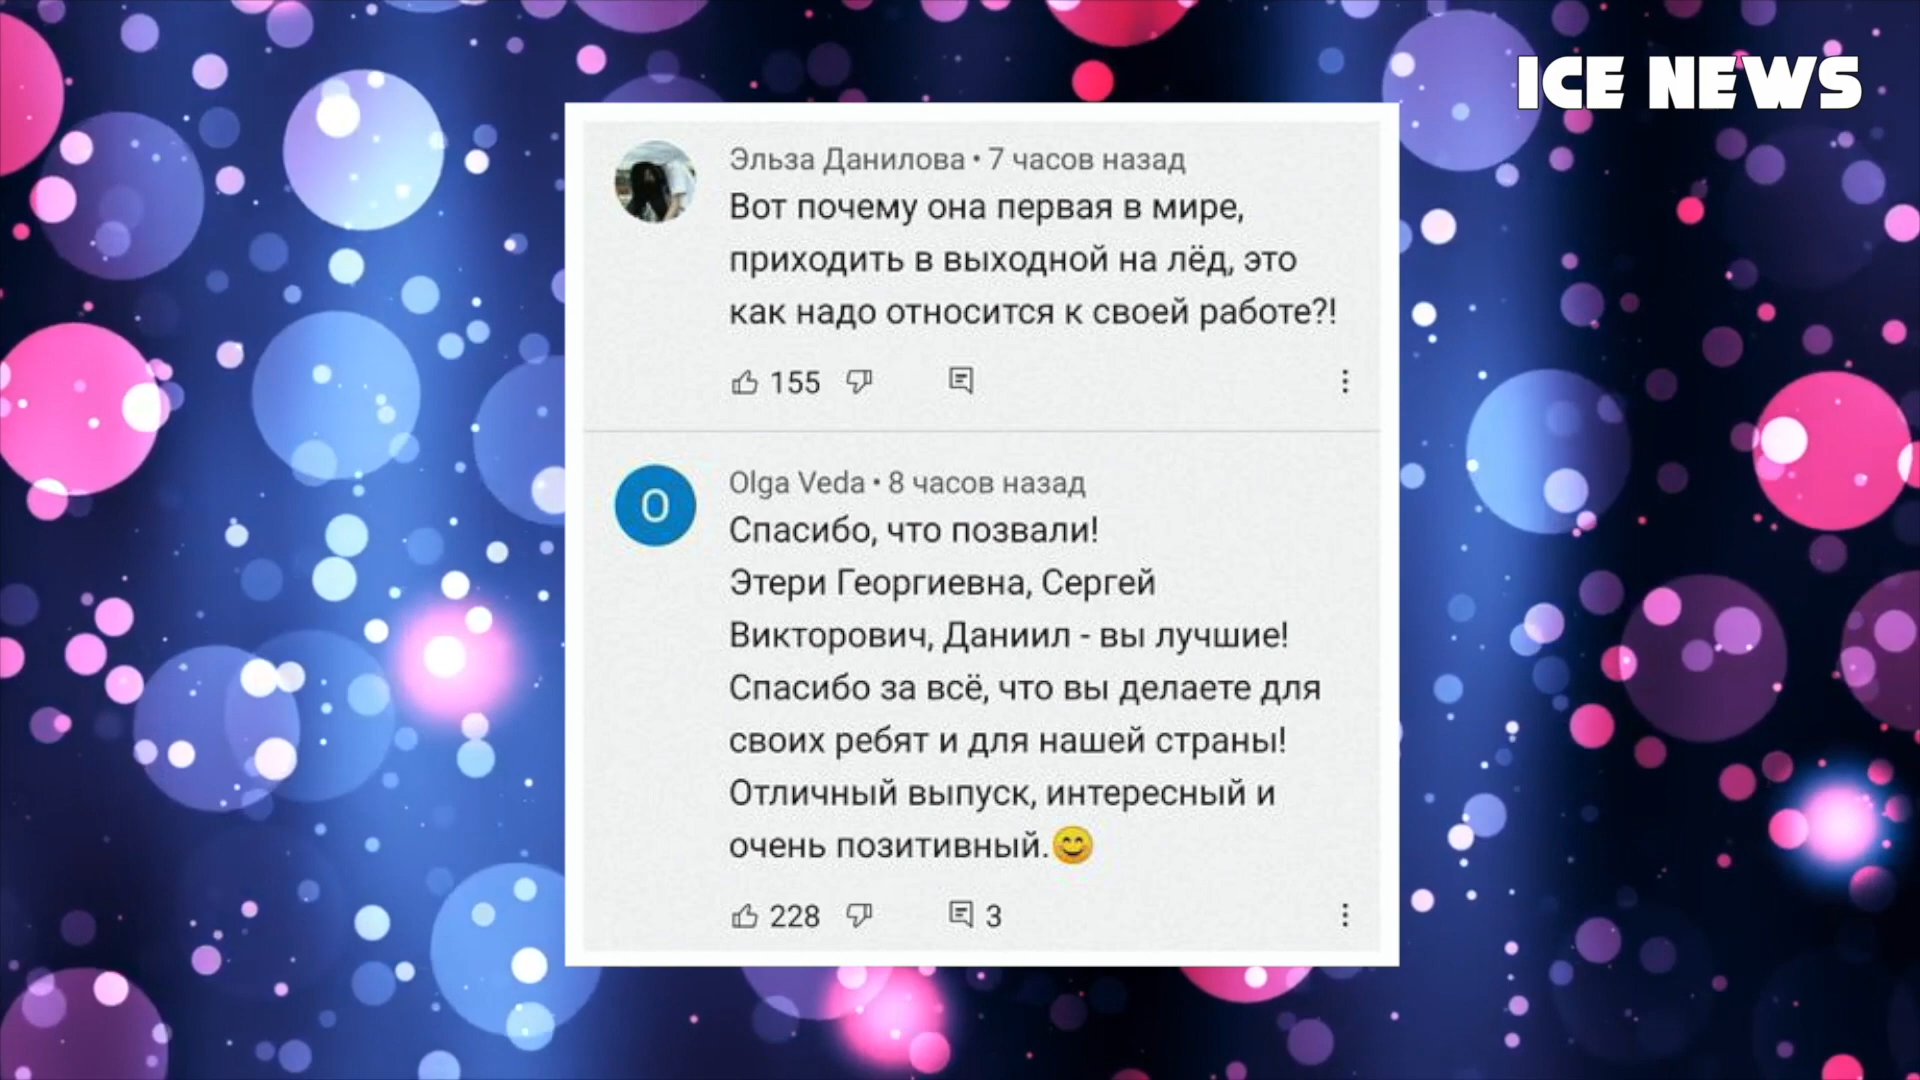 ICE NEWS
Эльза Данилова • 7 часов назад
Вот почему она первая в мире,
приходить в выходной на лёд, это
как надо относится к своей работе?!
155
O
Olga Veda • 8 часов назад
Спасибо, что позвали!
Этери Георгиевна, Сергей
Викторович, Даниил - вы лучшие!
Спасибо за всё, что вы делаете для
своих ребят и для нашей страны!
Отличный выпуск, интересный и
очень позитивный.😊
228 3